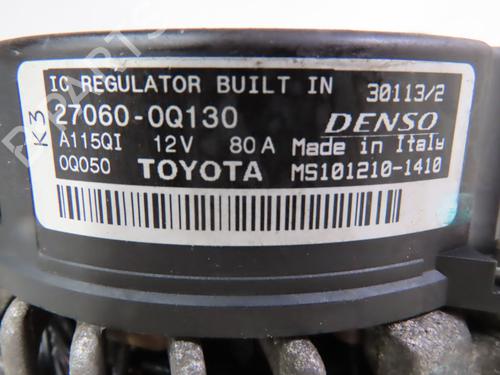 IC REGULATOR BUILT IN 30113/2
K3
27060-0Q130 DENSO
A115QI 12V 80A Made in Italy
0Q050 TOYOTA MS101210-1410